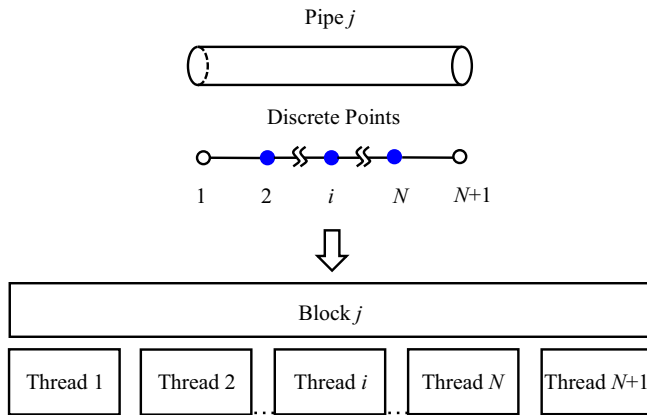 Pipe j
Discrete Points
1 2 i N N+1
Block j
Thread 1 Thread 2 ... Thread i ... Thread N Thread N+1